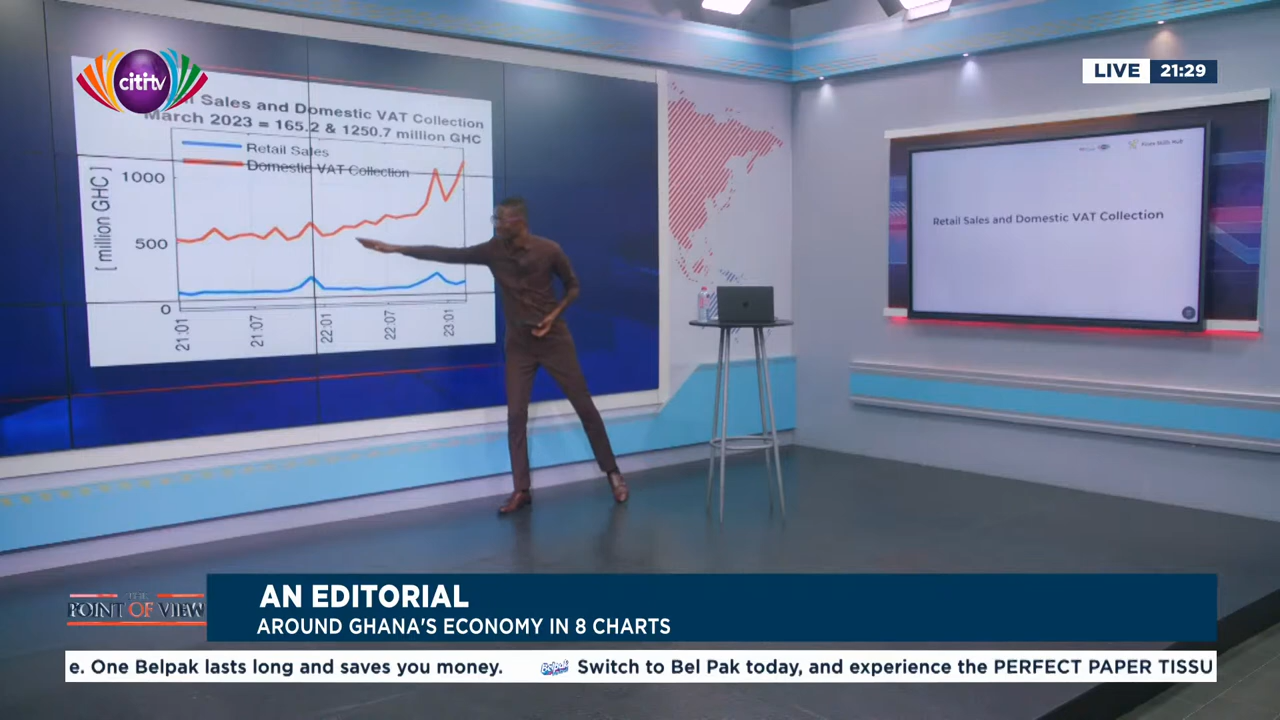 citi tv
LIVE 21:29
Sales and Domestic VAT Collection
March 2023 = 165.2 & 1250.7 million GHC
Retail Sales
Domestic VAT Collection
[ million GHC ]
1000
500
0
21:01
21:07
22:01
22:07
23:01
Retail Sales and Domestic VAT Collection
THE
POINT OF VIEW
AN EDITORIAL
AROUND GHANA'S ECONOMY IN 8 CHARTS
e. One Belpak lasts long and saves you money. Belpak Switch to Bel Pak today, and experience the PERFECT PAPER TISSU